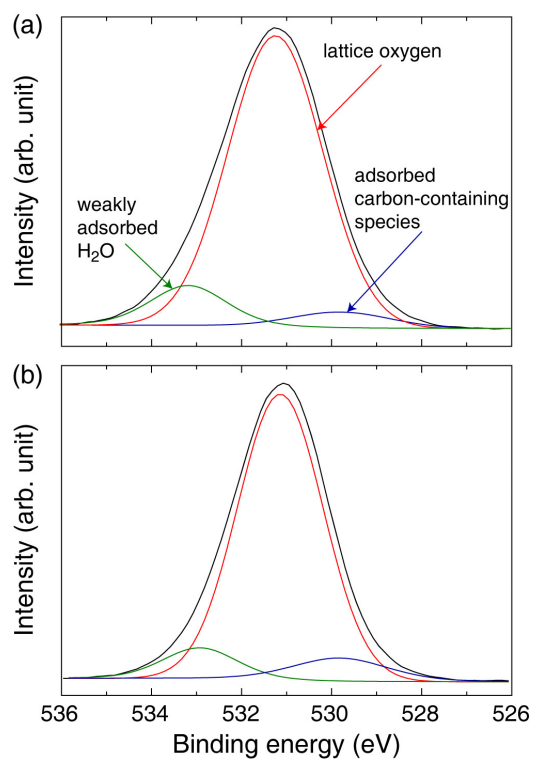 (a)
lattice oxygen
adsorbed
carbon-containing
species
weakly
adsorbed
H₂O
Intensity (arb. unit)
(b)
Intensity (arb. unit)
536 534 532 530 528 526
Binding energy (eV)